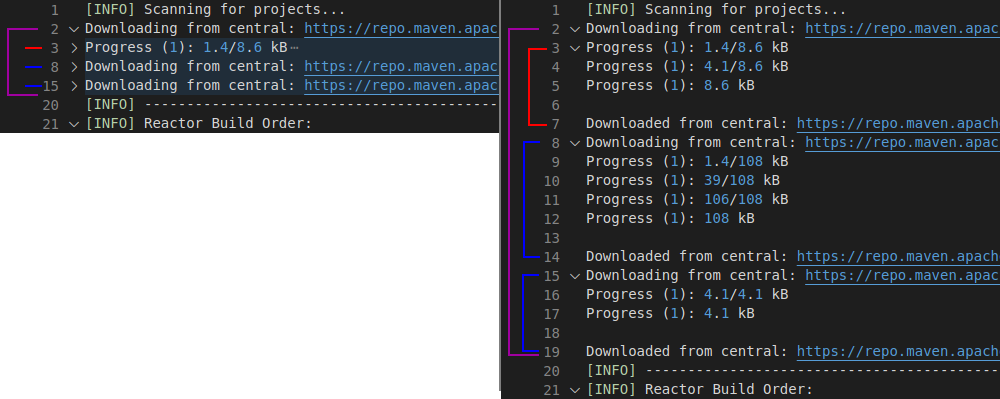 1 [INFO] Scanning for projects...
2 Downloading from central: https://repo.maven.apac
3 Progress (1): 1.4/8.6 kB⋯
8 Downloading from central: https://repo.maven.apac
15 Downloading from central: https://repo.maven.apac
20 [INFO] ------------------------------------------
21 [INFO] Reactor Build Order:
1 [INFO] Scanning for projects...
2 Downloading from central: https://repo.maven.apac
3 Progress (1): 1.4/8.6 kB
4 Progress (1): 4.1/8.6 kB
5 Progress (1): 8.6 kB
6
7 Downloaded from central: https://repo.maven.apach
8 Downloading from central: https://repo.maven.apac
9 Progress (1): 1.4/108 kB
10 Progress (1): 39/108 kB
11 Progress (1): 106/108 kB
12 Progress (1): 108 kB
13
14 Downloaded from central: https://repo.maven.apach
15 Downloading from central: https://repo.maven.apac
16 Progress (1): 4.1/4.1 kB
17 Progress (1): 4.1 kB
18
19 Downloaded from central: https://repo.maven.apach
20 [INFO] ------------------------------------------
21 [INFO] Reactor Build Order: